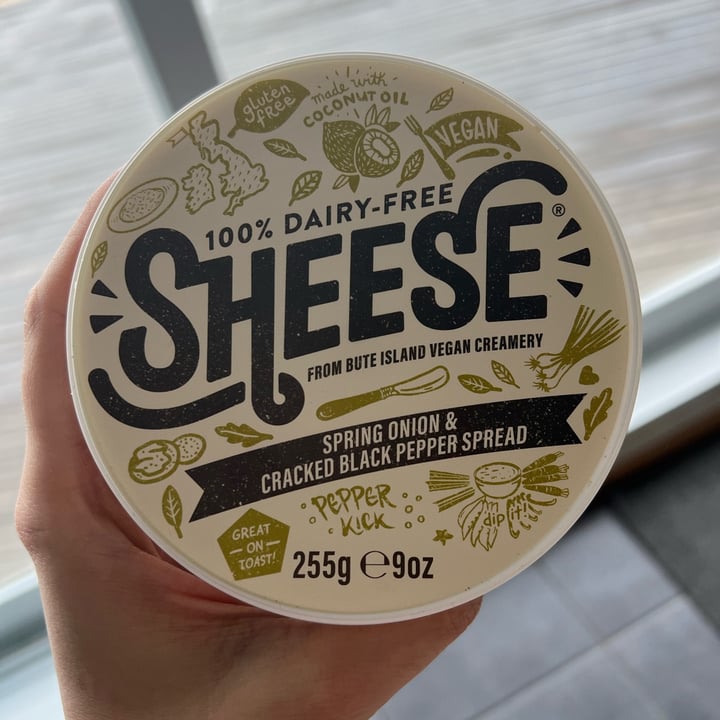 gluten
free
made with
COCONUT OIL
VEGAN
100% DAIRY-FREE
SHEESE®
FROM BUTE ISLAND VEGAN CREAMERY
SPRING ONION &
CRACKED BLACK PEPPER SPREAD
PEPPER
KICK
dip it!
GREAT
ON
TOAST!
255g ℮ 9oz